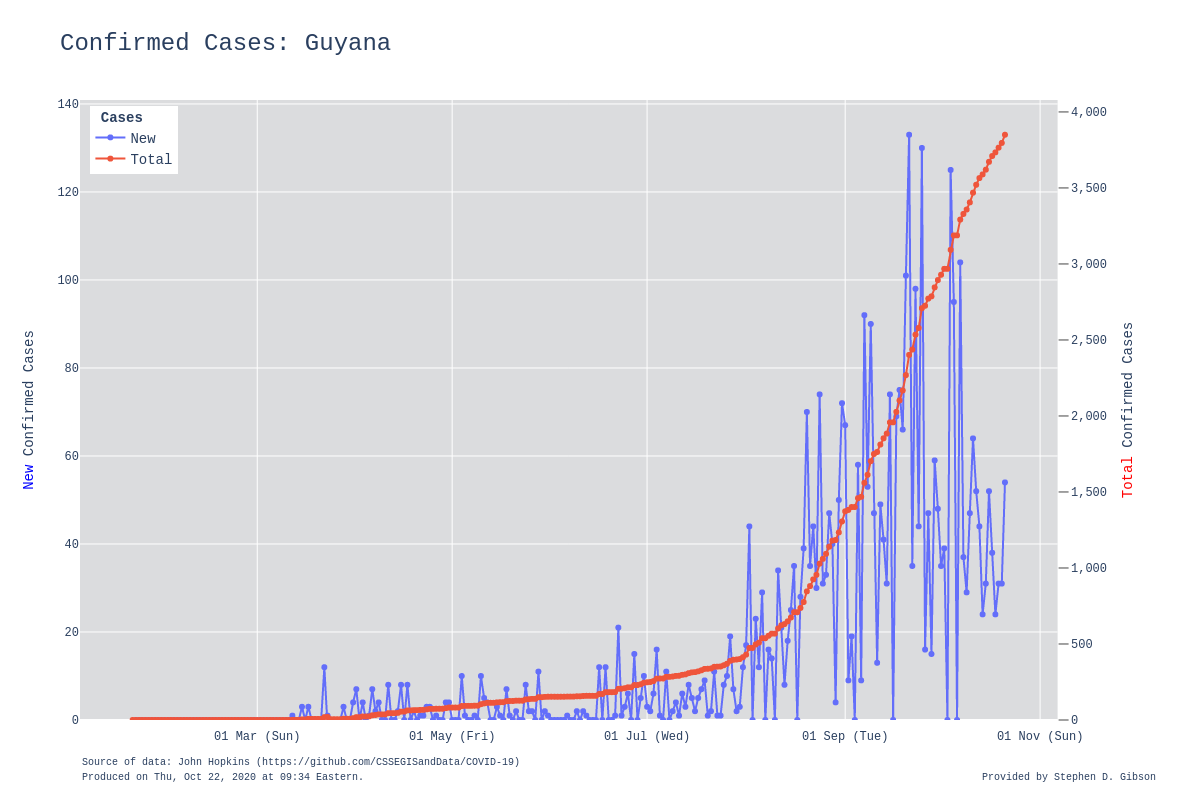 Confirmed Cases: Guyana
Cases
New
Total
140
120
100
80
60
40
20
0
4,000
3,500
3,000
2,500
2,000
1,500
1,000
500
0
New Confirmed Cases
Total Confirmed Cases
01 Mar (Sun)
01 May (Fri)
01 Jul (Wed)
01 Sep (Tue)
01 Nov (Sun)
Source of data: John Hopkins (https://github.com/CSSEGISandData/COVID-19)
Produced on Thu, Oct 22, 2020 at 09:34 Eastern.
Provided by Stephen D. Gibson